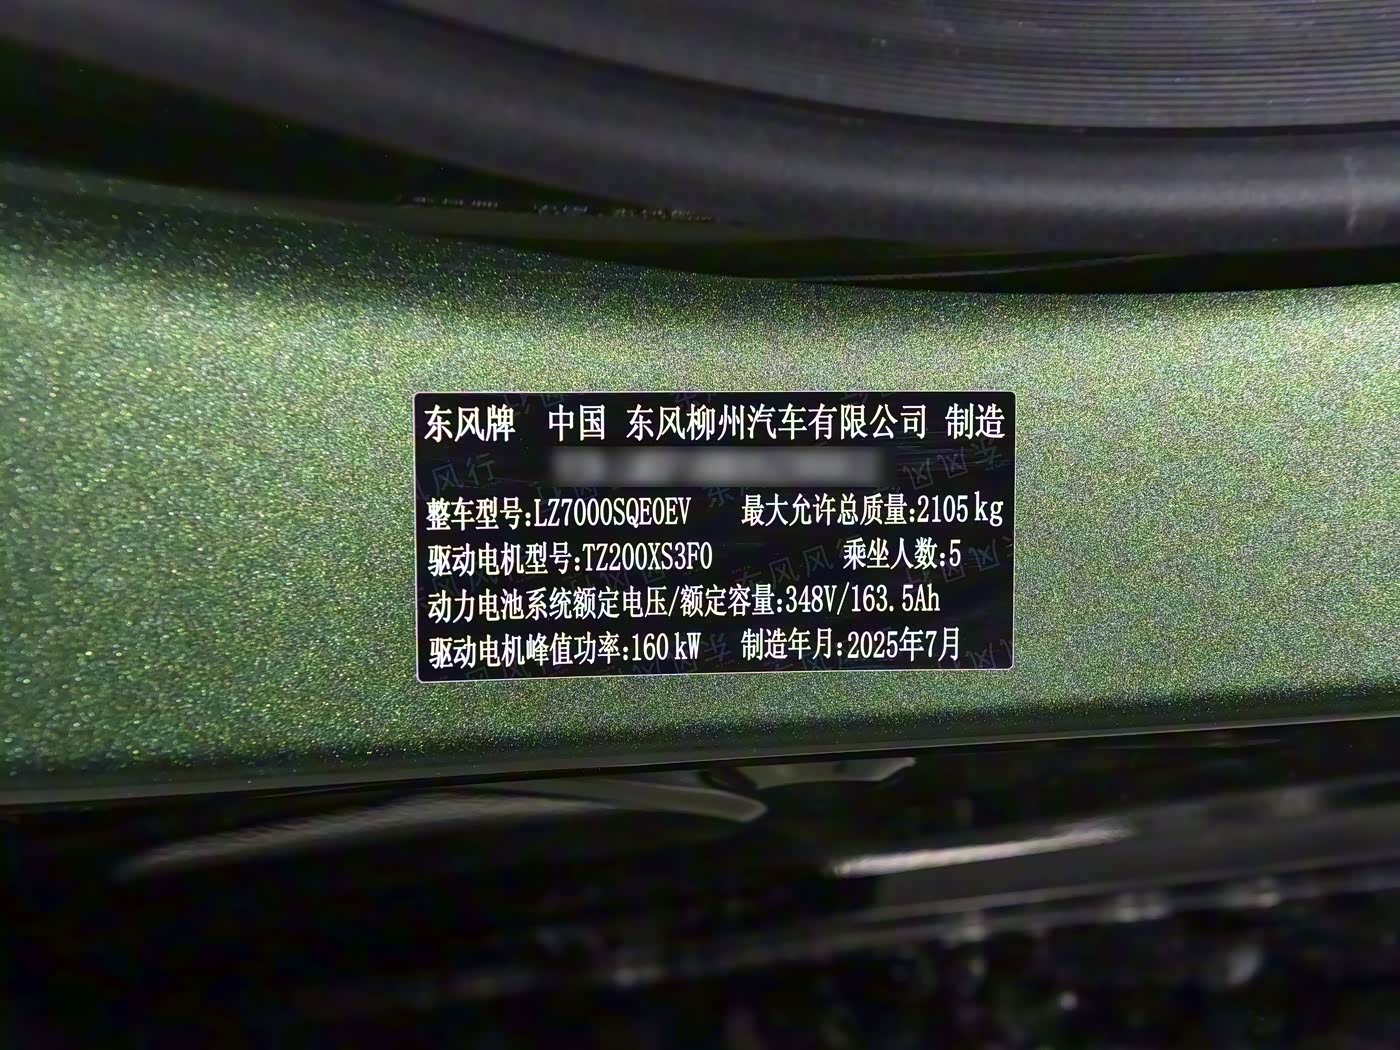 东风牌 中国 东风柳州汽车有限公司 制造
整车型号:LZ7000SQE0EV 最大允许总质量:2105kg
驱动电机型号:TZ200XS3F0 乘坐人数:5
动力电池系统额定电压/额定容量:348V/163.5Ah
驱动电机峰值功率:160kW 制造年月:2025年7月